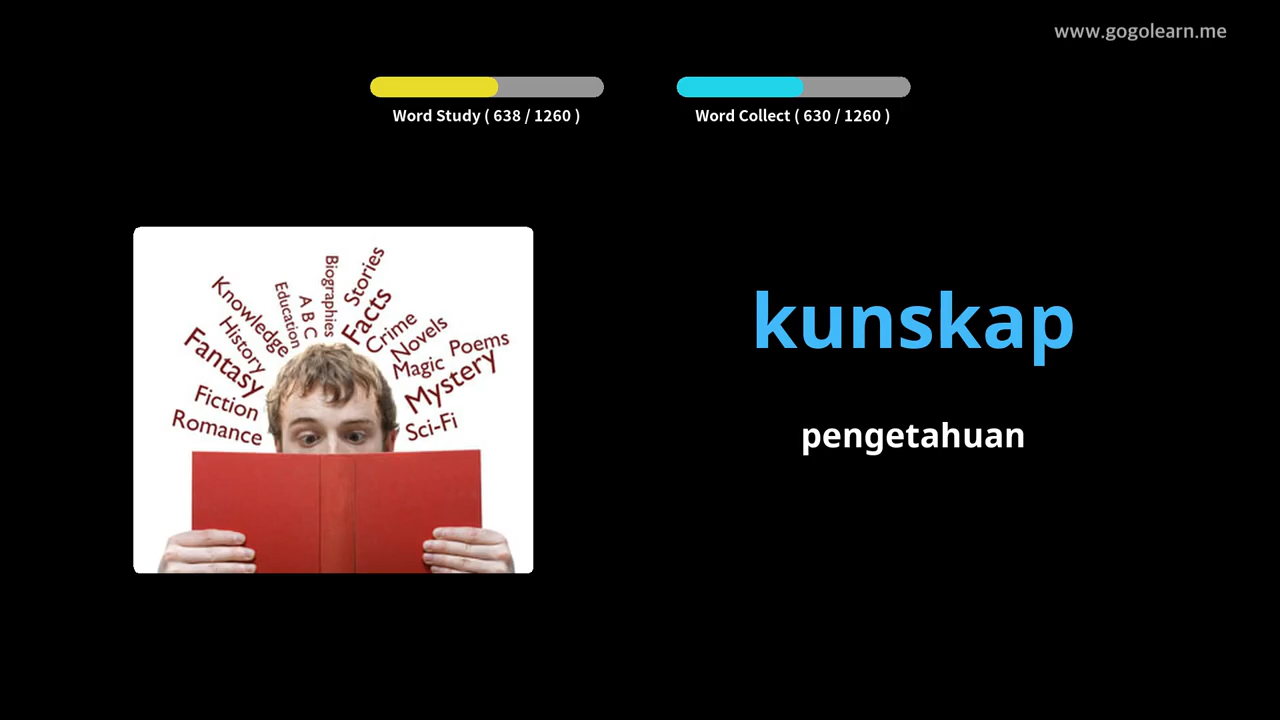 www.gogolearn.me
Word Study ( 638 / 1260 )
Word Collect ( 630 / 1260 )
Biographies
Stories
Education
A B C
Facts
Knowledge
Crime
History
Novels
Fantasy
Magic
Poems
Mystery
Fiction
Romance
Sci-Fi
kunskap
pengetahuan